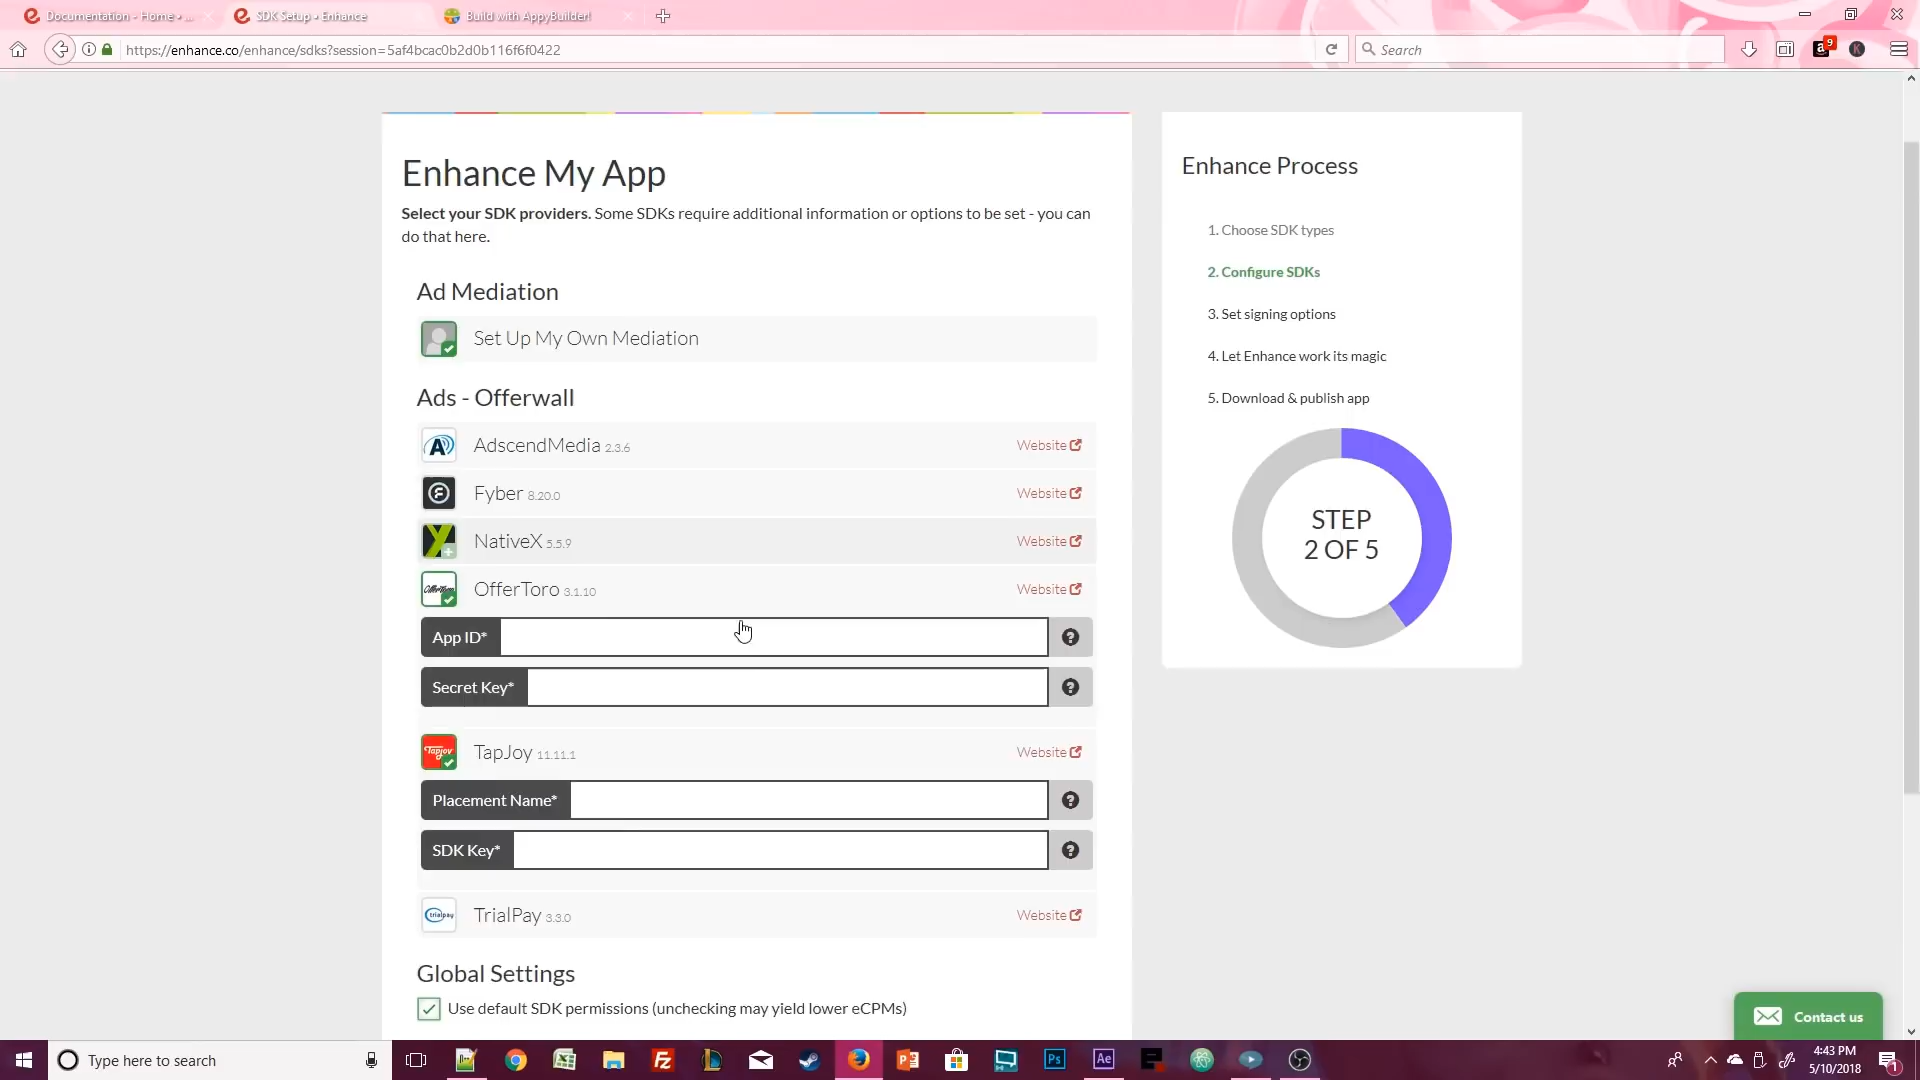 Documentation - Home • ...
SDK Setup • Enhance
Build with AppyBuilder!
https://enhance.co/enhance/sdks?session=5af4bcac0b2d0b116f6f0422
Search
9
Enhance My App
Select your SDK providers. Some SDKs require additional information or options to be set - you can
do that here.
Ad Mediation
Set Up My Own Mediation
Ads - Offerwall
AdscendMedia 2.3.6
Website
Fyber 8.20.0
Website
NativeX 5.5.9
Website
OfferToro 3.1.10
Website
App ID*
Secret Key*
Tapjoy
TapJoy 11.11.1
Website
Placement Name*
SDK Key*
trialpay
TrialPay 3.3.0
Website
Global Settings
Use default SDK permissions (unchecking may yield lower eCPMs)
Enhance Process
1. Choose SDK types
2. Configure SDKs
3. Set signing options
4. Let Enhance work its magic
5. Download & publish app
STEP
2 OF 5
Contact us
Type here to search
Ps
Ae
4:43 PM
5/10/2018
1